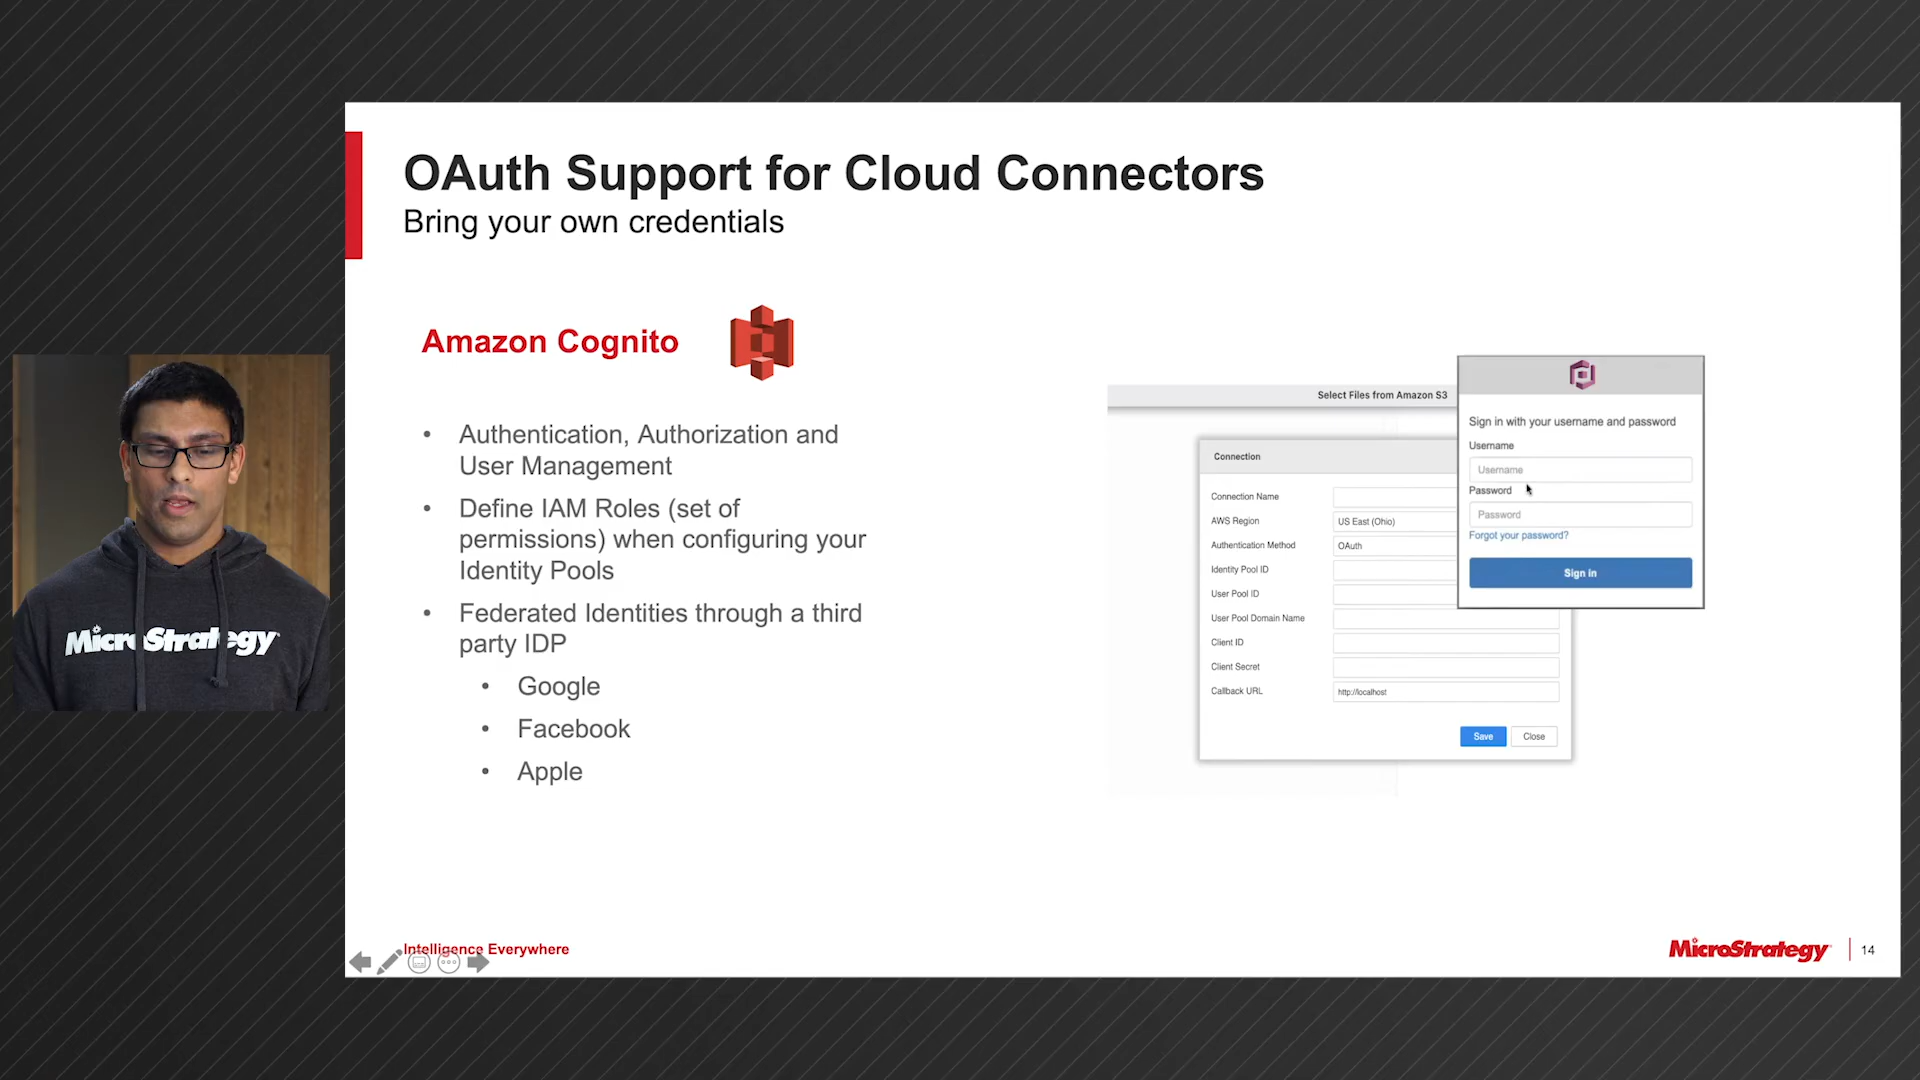 OAuth Support for Cloud Connectors
Bring your own credentials
Amazon Cognito
• Authentication, Authorization and
User Management
• Define IAM Roles (set of
permissions) when configuring your
Identity Pools
• Federated Identities through a third
party IDP
• Google
• Facebook
• Apple
Select Files from Amazon S3
Connection
Connection Name
AWS Region US East (Ohio)
Authentication Method OAuth
Identity Pool ID
User Pool ID
User Pool Domain Name
Client ID
Client Secret
Callback URL http://localhost
Save Close
Sign in with your username and password
Username
Username
Password
Password
Forgot your password?
Sign in
MicroStrategy
Intelligence Everywhere
MicroStrategy 14